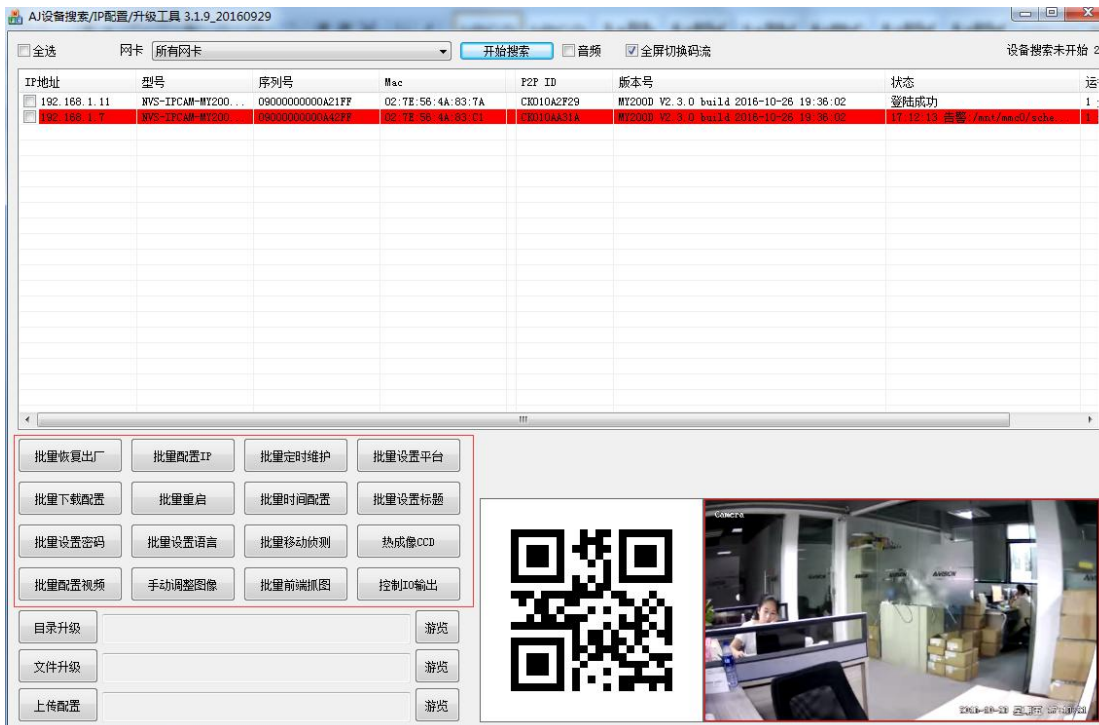 AJ设备搜索/IP配置/升级工具 3.1.9_20160929
全选 网卡 所有网卡 开始搜索 音频 全屏切换码流 设备搜索未开始 2
IP地址 型号 序列号 Mac P2P ID 版本号 状态
192.168.1.11 NVS-IPCAM-MY200... 09000000000A21FF 02:7E:56:4A:83:7A CK010A2F29 MY200D V2.3.0 build 2016-10-26 19:36:02 登陆成功 1
192.168.1.7 NVS-IPCAM-MY200... 09000000000A42FF 02:7E:56:4A:83:C1 CK010AA31A MY200D V2.3.0 build 2016-10-26 19:36:02 17:12:13 告警:/mnt/mmc0/sche... 1
批量恢复出厂 批量配置IP 批量定时维护 批量设置平台
批量下载配置 批量重启 批量时间配置 批量设置标题
批量设置密码 批量设置语言 批量移动侦测 热成像CCD
批量配置视频 手动调整图像 批量前端抓图 控制IO输出
目录升级 游览
文件升级 游览
上传配置 游览
Camera